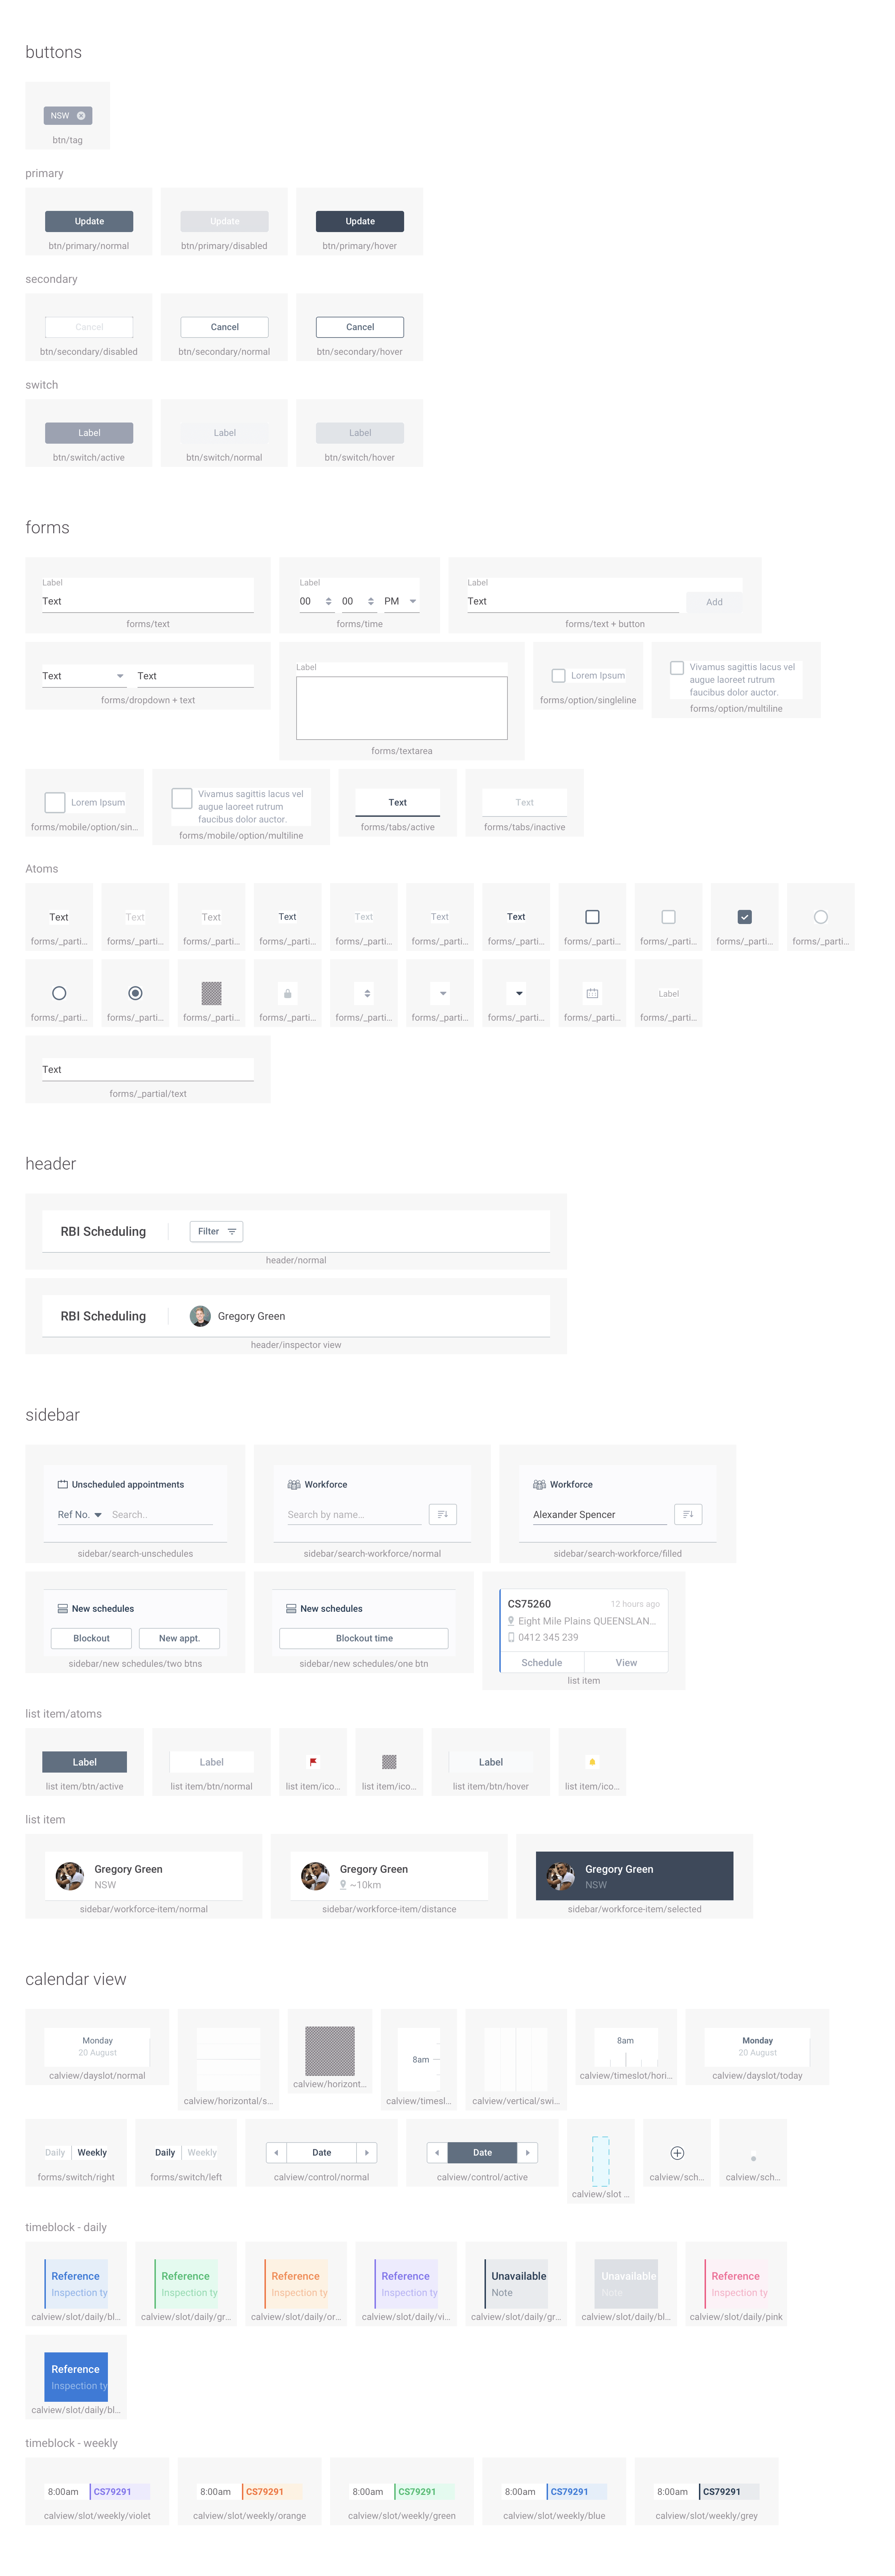 buttons
NSW
btn/tag
primary
Update Update Update
btn/primary/normal btn/primary/disabled btn/primary/hover
secondary
Cancel Cancel Cancel
btn/secondary/disabled btn/secondary/normal btn/secondary/hover
switch
Label Label Label
btn/switch/active btn/switch/normal btn/switch/hover
forms
Label Label Label
Text 00 00 PM Text Add
forms/text forms/time forms/text + button
Text Text
forms/dropdown + text
Label
forms/textarea
Lorem Ipsum
forms/option/singleline
Vivamus sagittis lacus vel
augue laoreet rutrum
faucibus dolor auctor.
forms/option/multiline
Lorem Ipsum
forms/mobile/option/sin...
Vivamus sagittis lacus vel
augue laoreet rutrum
faucibus dolor auctor.
forms/mobile/option/multiline
Text
forms/tabs/active
Text
forms/tabs/inactive
Atoms
Text Text Text Text Text Text Text
forms/_parti... forms/_parti... forms/_parti... forms/_parti... forms/_parti... forms/_parti... forms/_parti... forms/_parti... forms/_parti... forms/_parti... forms/_parti...
Label
forms/_parti... forms/_parti... forms/_parti... forms/_parti... forms/_parti... forms/_parti... forms/_parti... forms/_parti... forms/_parti...
Text
forms/_partial/text
header
RBI Scheduling Filter
header/normal
RBI Scheduling Gregory Green
header/inspector view
sidebar
Unscheduled appointments
Ref No. Search..
sidebar/search-unschedules
Workforce
Search by name...
sidebar/search-workforce/normal
Workforce
Alexander Spencer
sidebar/search-workforce/filled
New schedules
Blockout New appt.
sidebar/new schedules/two btns
New schedules
Blockout time
sidebar/new schedules/one btn
CS75260 12 hours ago
Eight Mile Plains QUEENSLAN...
0412 345 239
Schedule View
list item
list item/atoms
Label Label Label
list item/btn/active list item/btn/normal list item/ico... list item/ico... list item/btn/hover list item/ico...
list item
Gregory Green
NSW
sidebar/workforce-item/normal
Gregory Green
~10km
sidebar/workforce-item/distance
Gregory Green
NSW
sidebar/workforce-item/selected
calendar view
Monday
20 August
calview/dayslot/normal
calview/horizontal/s...
calview/horizont...
8am
calview/timesl...
calview/vertical/swi...
8am
calview/timeslot/hori...
Monday
20 August
calview/dayslot/today
Daily Weekly
forms/switch/right
Daily Weekly
forms/switch/left
Date
calview/control/normal
Date
calview/control/active
calview/slot ...
calview/sch...
calview/sch...
timeblock - daily
Reference Reference Reference Reference Unavailable Unavailable Reference
Inspection ty Inspection ty Inspection ty Inspection ty Note Note Inspection ty
calview/slot/daily/bl... calview/slot/daily/gr... calview/slot/daily/or... calview/slot/daily/vi... calview/slot/daily/gr... calview/slot/daily/bl... calview/slot/daily/pink
Reference
Inspection ty
calview/slot/daily/bl...
timeblock - weekly
8:00am CS79291 8:00am CS79291 8:00am CS79291 8:00am CS79291 8:00am CS79291
calview/slot/weekly/violet calview/slot/weekly/orange calview/slot/weekly/green calview/slot/weekly/blue calview/slot/weekly/grey